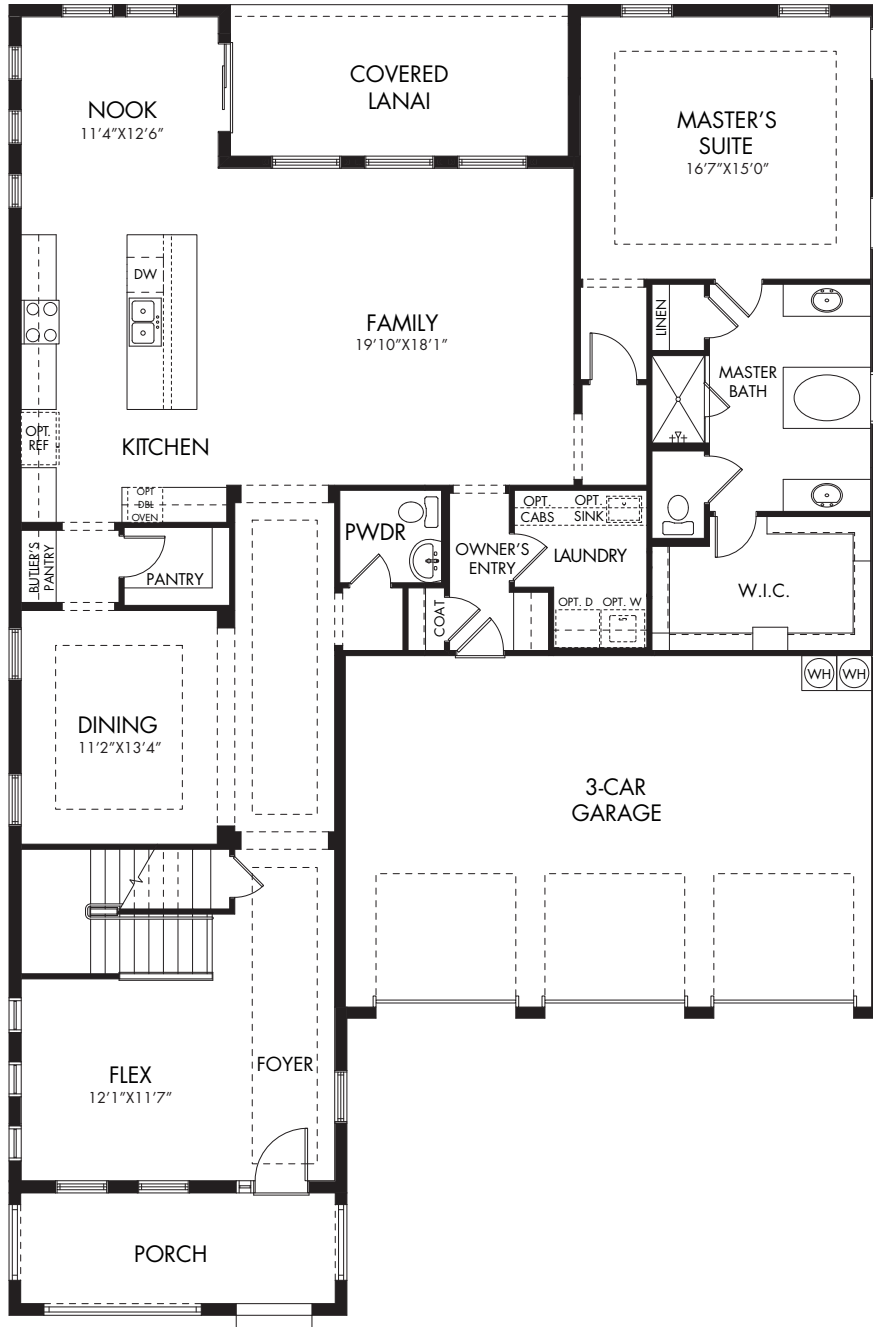 COVERED
LANAI
NOOK
11'4"X12'6"
MASTER'S
SUITE
16'7"X15'0"
DW
LINEN
FAMILY
19'10"X18'1"
MASTER
BATH
OPT.
REF
KITCHEN
OPT
DBL
OVEN
OPT.
CABS
OPT.
SINK
PWDR
OWNER'S
ENTRY
LAUNDRY
BUTLER'S
PANTRY
PANTRY
W.I.C.
OPT. D
OPT. W
COAT
WH
WH
DINING
11'2"X13'4"
3-CAR
GARAGE
FOYER
FLEX
12'1"X11'7"
PORCH